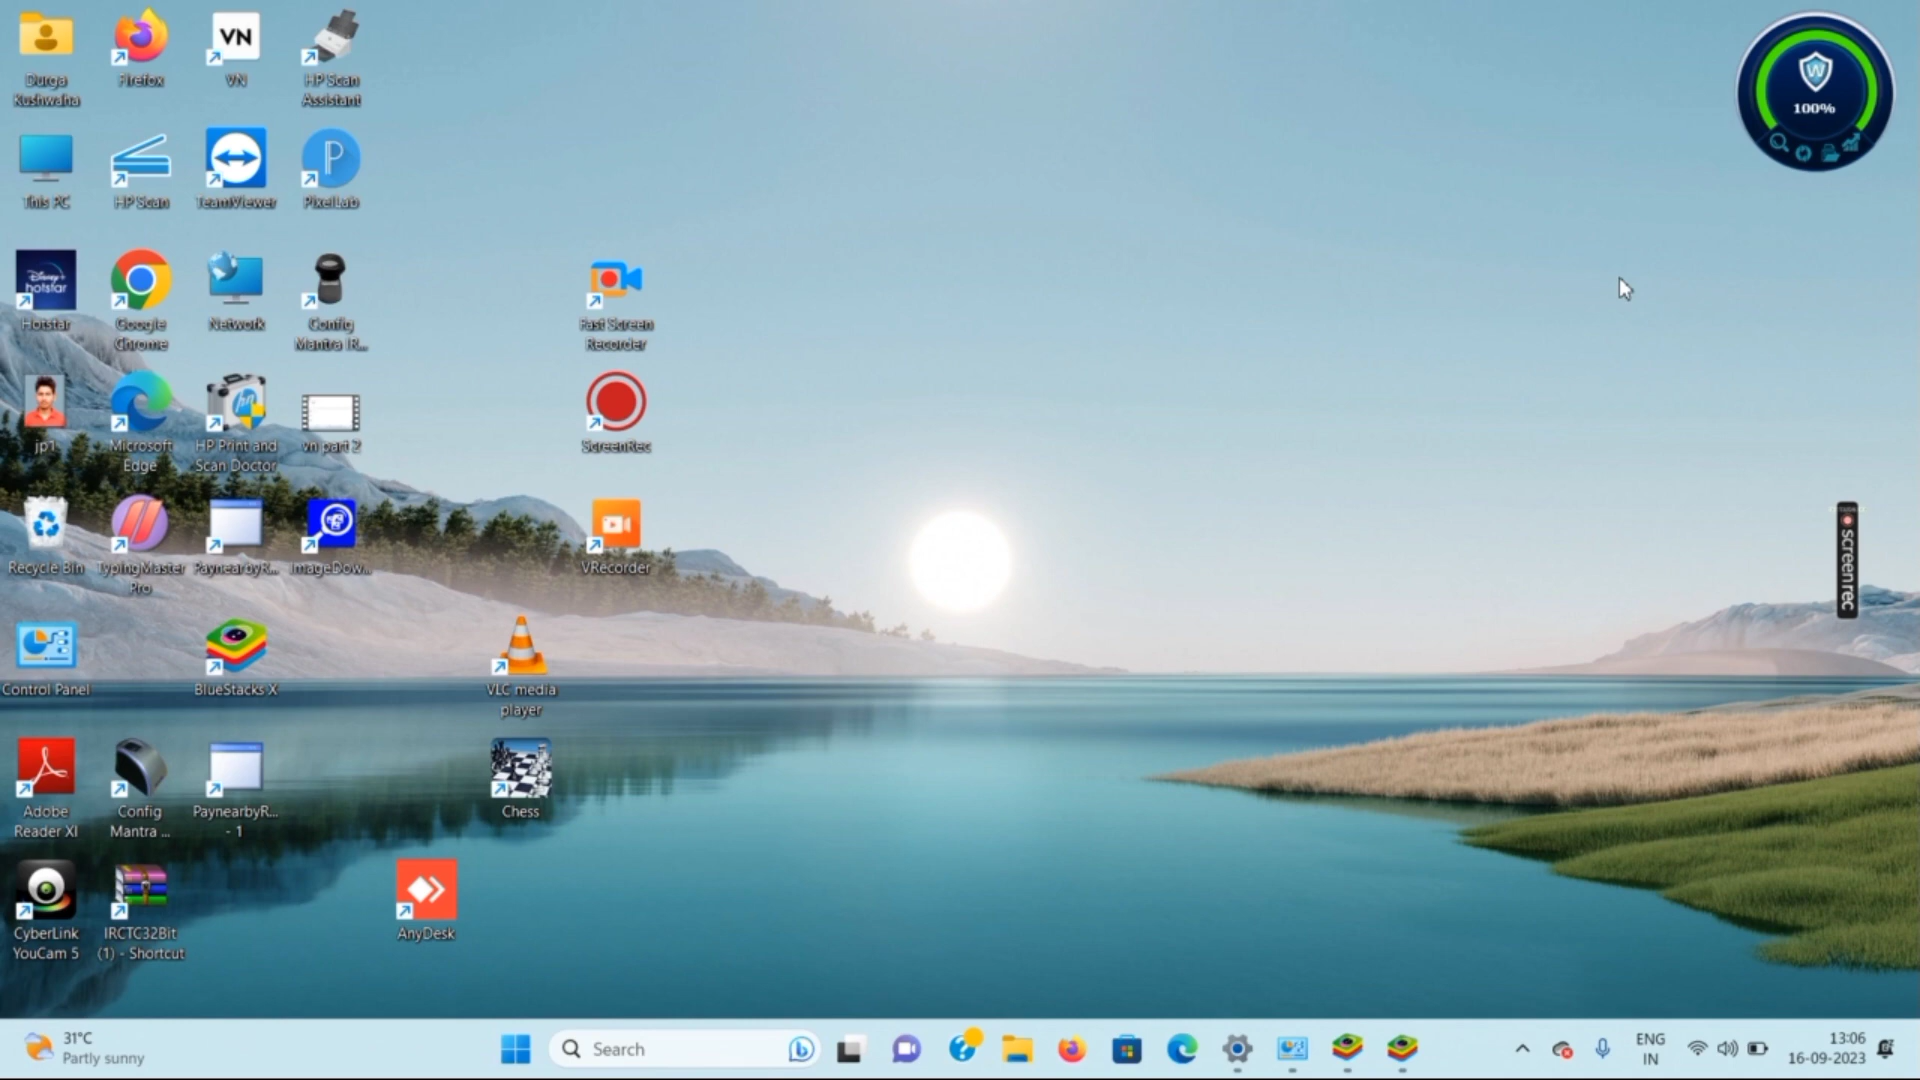 Durga
Kushwaha
Firefox
VN
VN
HP Scan
Assistant
W
100%
This PC
HP Scan
TeamViewer
P
PixelLab
Disney+
hotstar
Hotstar
Google
Chrome
Network
Config
Mantra IR...
Fast Screen
Recorder
jp1
Microsoft
Edge
hp
HP Print and
Scan Doctor
vn part 2
ScreenRec
Recycle Bin
TypingMaster
Pro
PaynearbyR...
ImageDow...
VRecorder
screenrec
Control Panel
BlueStacks X
VLC media
player
Adobe
Reader XI
Config
Mantra ...
PaynearbyR...
- 1
Chess
CyberLink
YouCam 5
IRCTC32Bit
(1) - Shortcut
AnyDesk
31°C
Partly sunny
Search
ENG
IN
13:06
16-09-2023